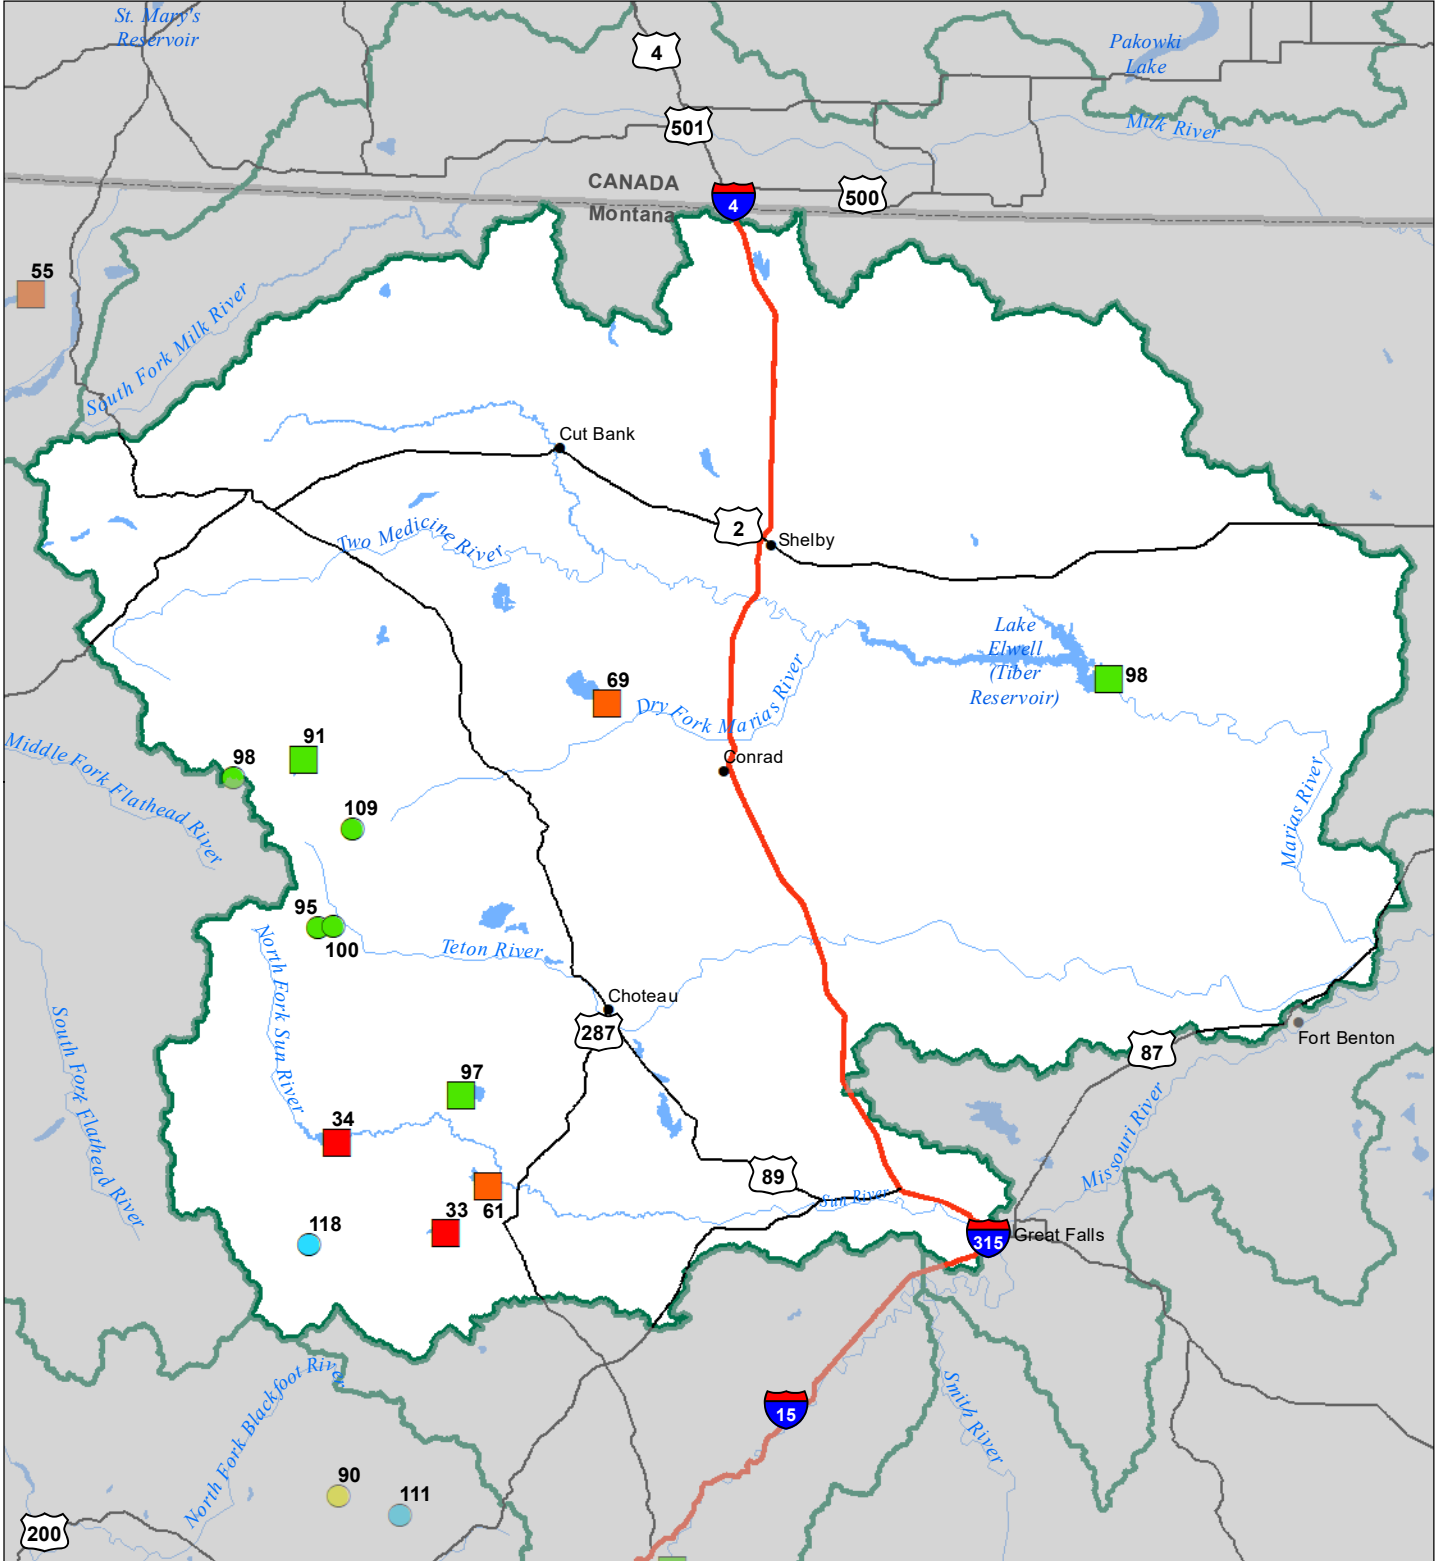 St. Mary's
Reservoir
4
Pakowki
Lake
501
Milk River
CANADA
4
500
Montana
55
South Fork Milk River
Cut Bank
2
Shelby
Two Medicine River
Lake
Elwell
(Tiber
Reservoir)
98
69
Dry Fork Marias River
91
98
Conrad
Middle Fork Flathead River
109
Marias River
95
100
North Fork Sun River
Teton River
Choteau
287
Fort Benton
87
South Fork Flathead River
97
34
Missouri River
89
Sun River
61
33
118
315
Great Falls
North Fork Blackfoot River
Smith River
15
90
111
200